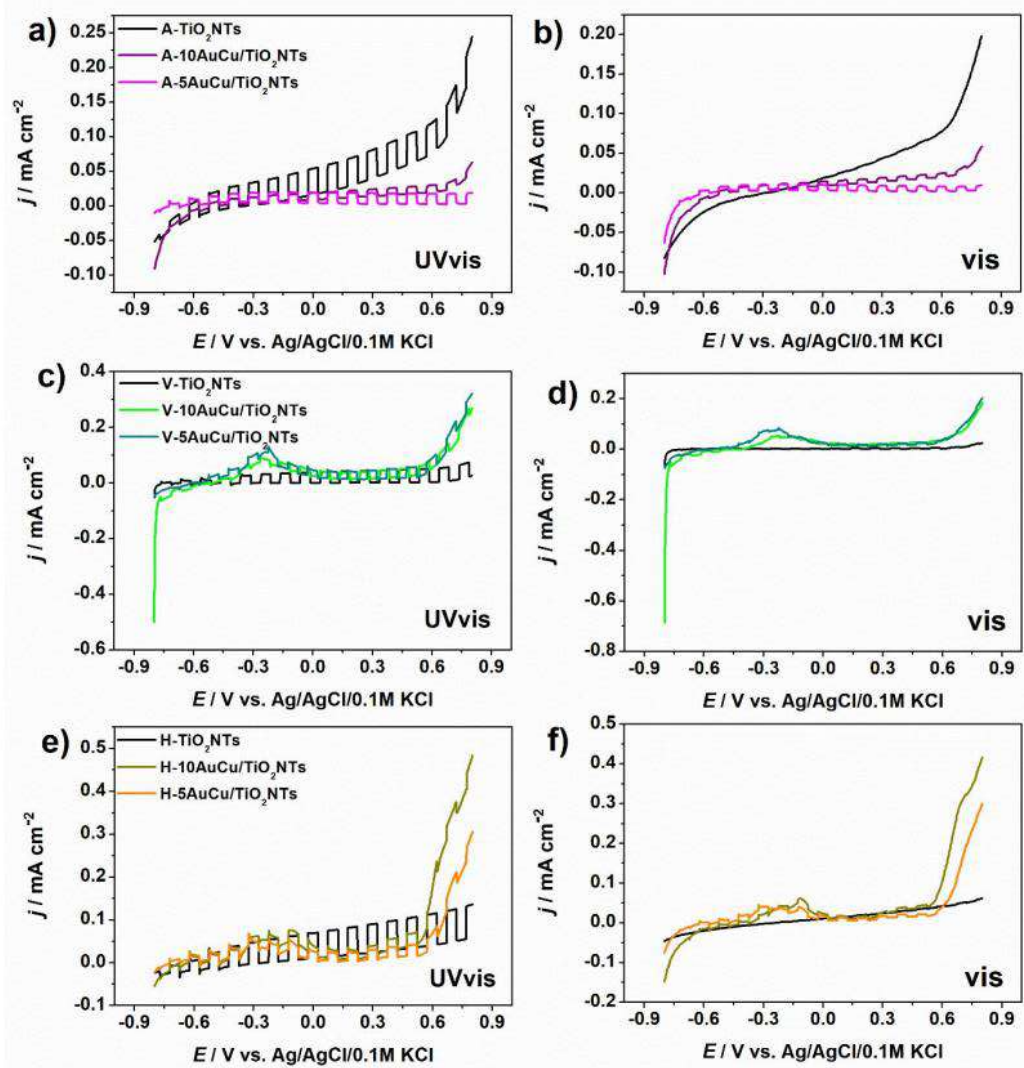 a)
A-TiO₂NTs
A-10AuCu/TiO₂NTs
A-5AuCu/TiO₂NTs
0.25
0.20
0.15
0.10
0.05
0.00
-0.05
-0.10
j / mA cm⁻²
UVvis
-0.9 -0.6 -0.3 0.0 0.3 0.6 0.9
E / V vs. Ag/AgCl/0.1M KCl
b)
0.20
0.15
0.10
0.05
0.00
-0.05
-0.10
j / mA cm⁻²
vis
-0.9 -0.6 -0.3 0.0 0.3 0.6 0.9
E / V vs. Ag/AgCl/0.1M KCl
c)
V-TiO₂NTs
V-10AuCu/TiO₂NTs
V-5AuCu/TiO₂NTs
0.4
0.2
0.0
-0.2
-0.4
-0.6
j / mA cm⁻²
UVvis
-0.9 -0.6 -0.3 0.0 0.3 0.6 0.9
E / V vs. Ag/AgCl/0.1M KCl
d)
0.2
0.0
-0.2
-0.4
-0.6
-0.8
j / mA cm⁻²
vis
-0.9 -0.6 -0.3 0.0 0.3 0.6 0.9
E / V vs. Ag/AgCl/0.1M KCl
e)
H-TiO₂NTs
H-10AuCu/TiO₂NTs
H-5AuCu/TiO₂NTs
0.5
0.4
0.3
0.2
0.1
0.0
-0.1
j / mA cm⁻²
UVvis
-0.9 -0.6 -0.3 0.0 0.3 0.6 0.9
E / V vs. Ag/AgCl/0.1M KCl
f)
0.5
0.4
0.3
0.2
0.1
0.0
-0.1
-0.2
j / mA cm⁻²
vis
-0.9 -0.6 -0.3 0.0 0.3 0.6 0.9
E / V vs. Ag/AgCl/0.1M KCl